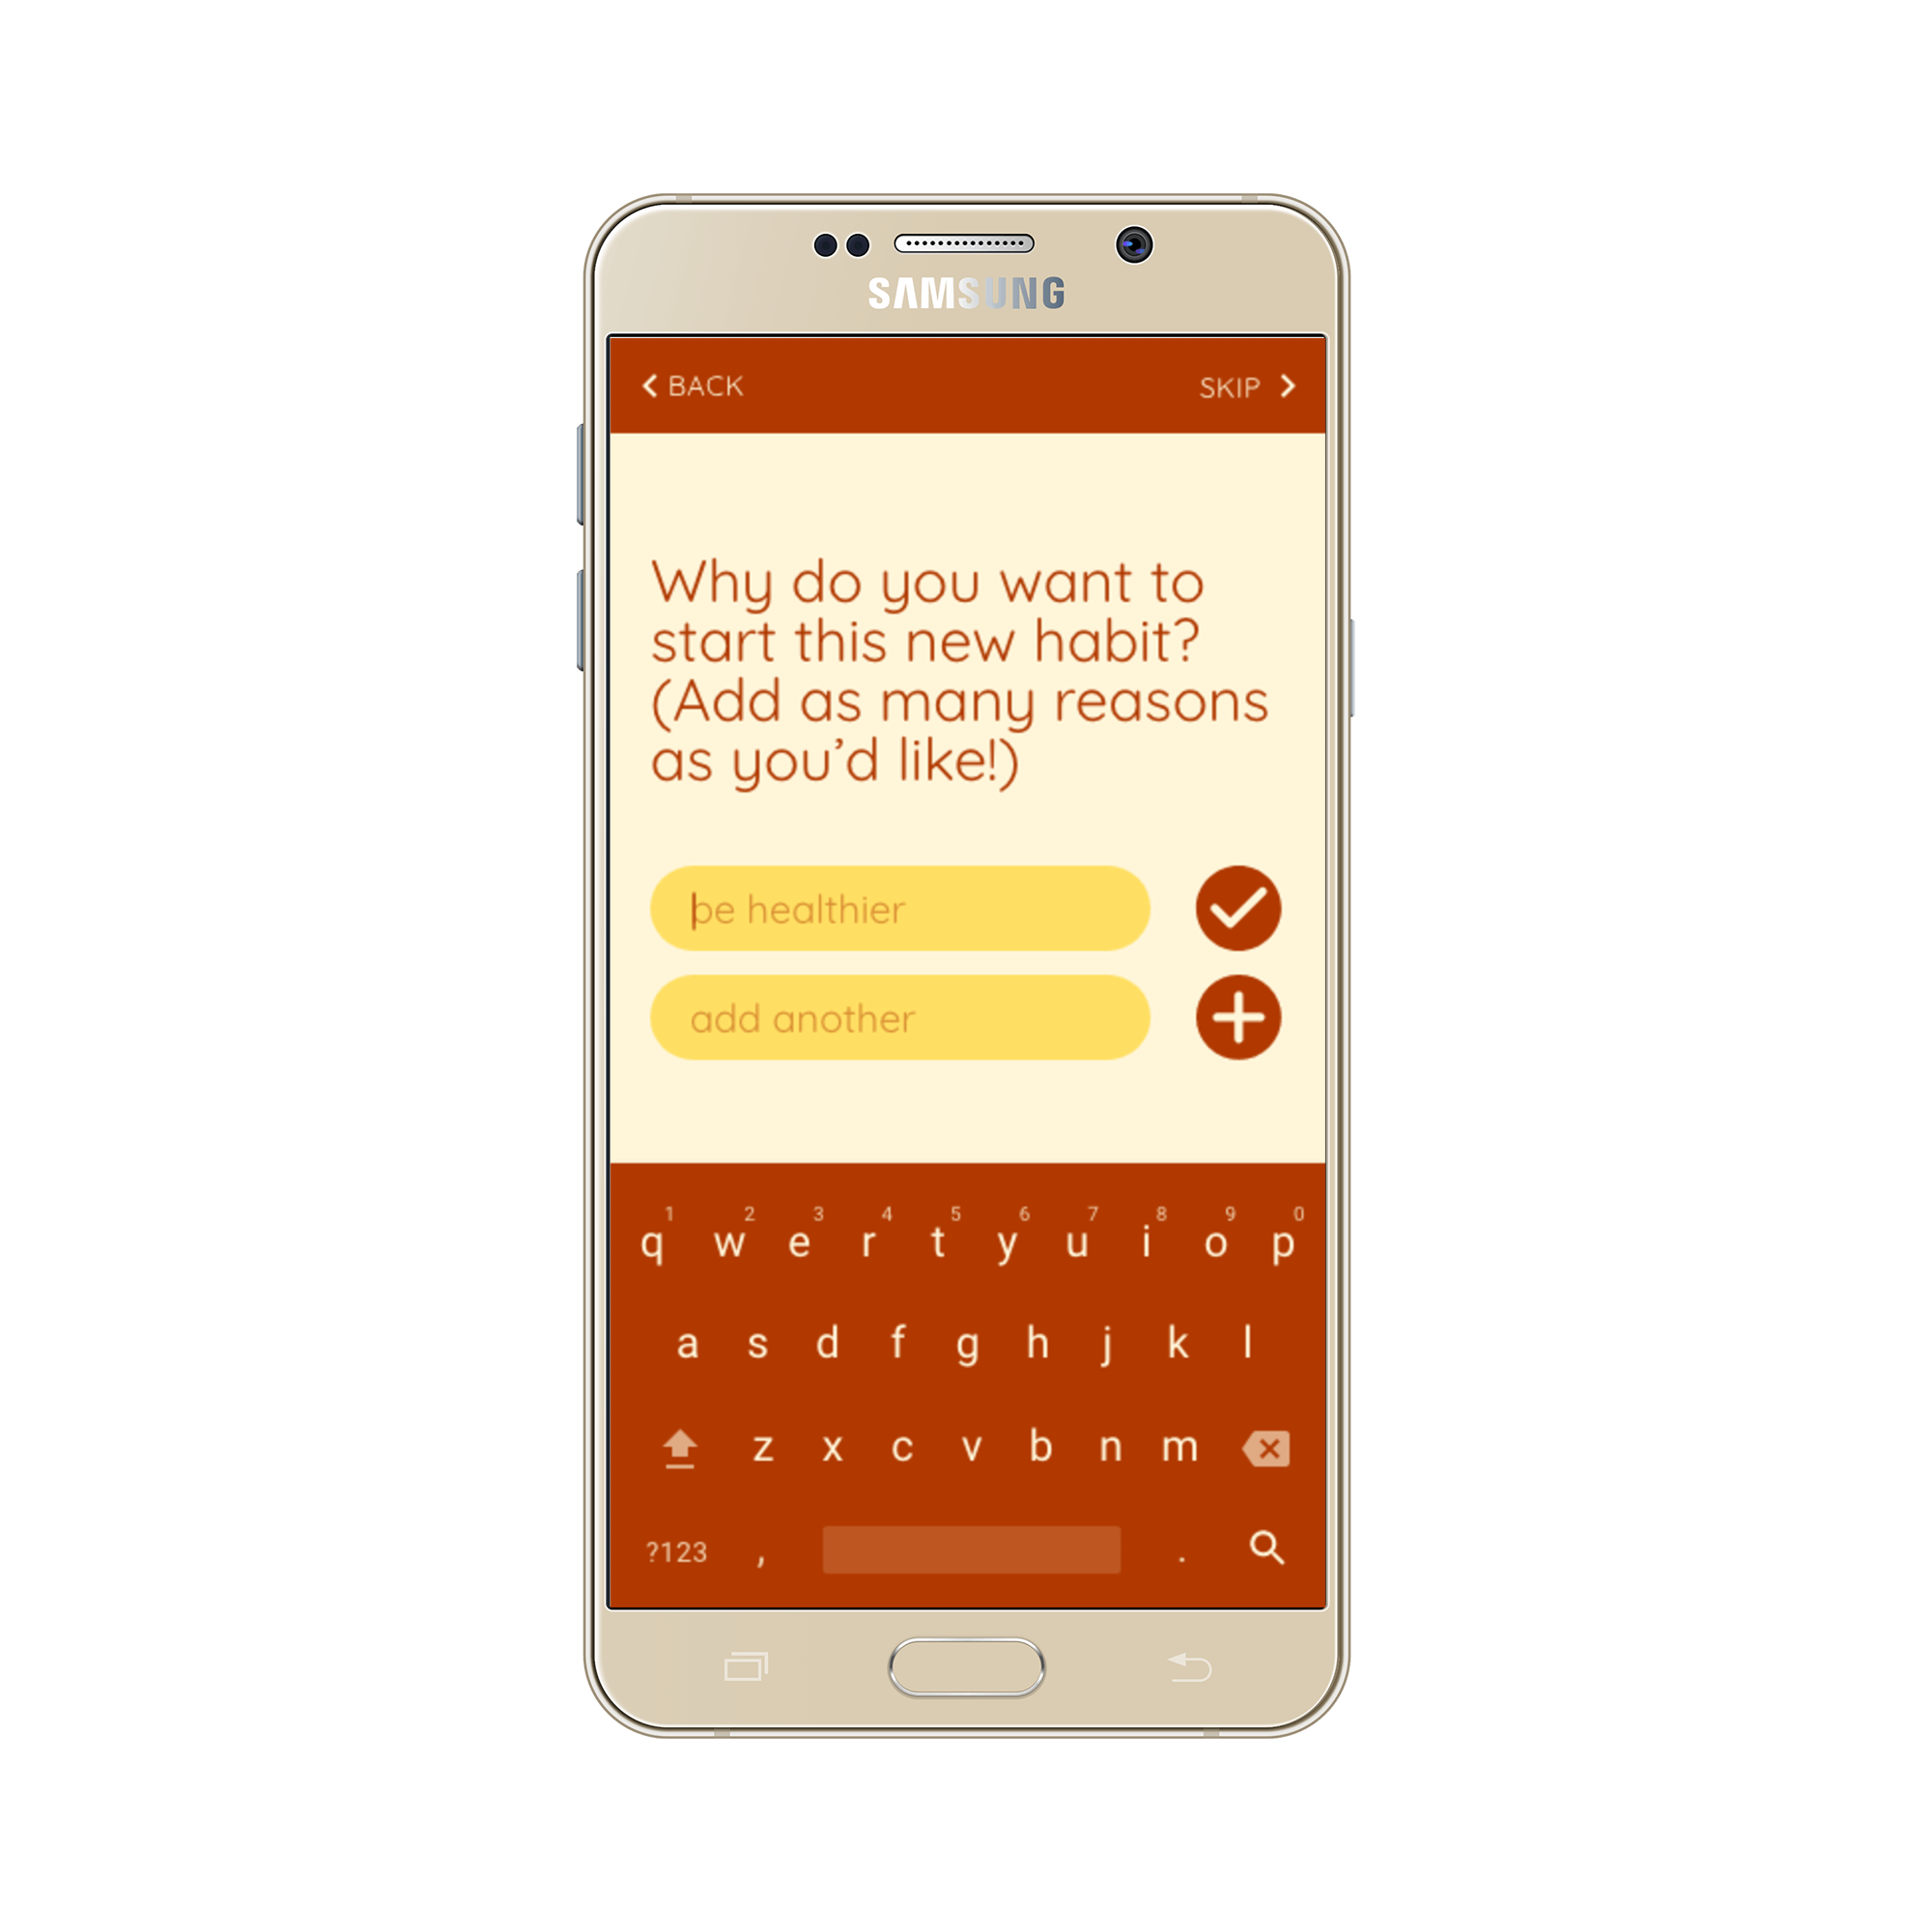 SAMSUNG
BACK
SKIP
Why do you want to
start this new habit?
(Add as many reasons
as you’d like!)
be healthier
add another
1 2 3 4 5 6 7 8 9 0
q w e r t y u i o p
a s d f g h j k l
z x c v b n m
?123 , .